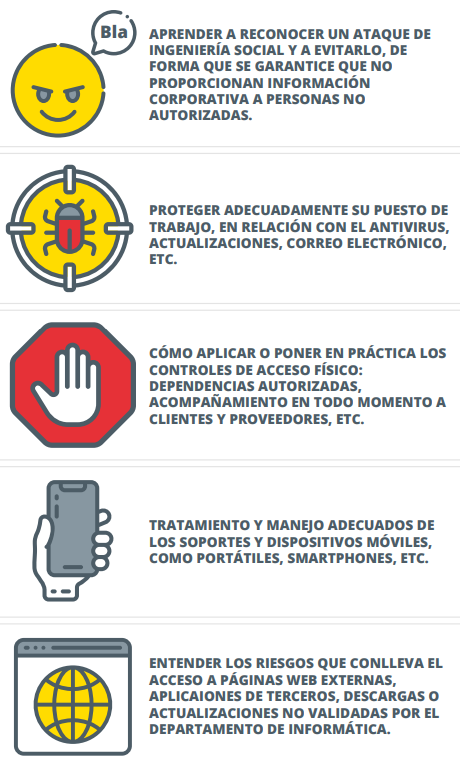 Bla
APRENDER A RECONOCER UN ATAQUE DE
INGENIERÍA SOCIAL Y A EVITARLO, DE
FORMA QUE SE GARANTICE QUE NO
PROPORCIONAN INFORMACIÓN
CORPORATIVA A PERSONAS NO
AUTORIZADAS.
PROTEGER ADECUADAMENTE SU PUESTO DE
TRABAJO, EN RELACIÓN CON EL ANTIVIRUS,
ACTUALIZACIONES, CORREO ELECTRÓNICO,
ETC.
CÓMO APLICAR O PONER EN PRÁCTICA LOS
CONTROLES DE ACCESO FÍSICO:
DEPENDENCIAS AUTORIZADAS,
ACOMPAÑAMIENTO EN TODO MOMENTO A
CLIENTES Y PROVEEDORES, ETC.
TRATAMIENTO Y MANEJO ADECUADOS DE
LOS SOPORTES Y DISPOSITIVOS MÓVILES,
COMO PORTÁTILES, SMARTPHONES, ETC.
ENTENDER LOS RIESGOS QUE CONLLEVA EL
ACCESO A PÁGINAS WEB EXTERNAS,
APLICAIONES DE TERCEROS, DESCARGAS O
ACTUALIZACIONES NO VALIDADAS POR EL
DEPARTAMENTO DE INFORMÁTICA.